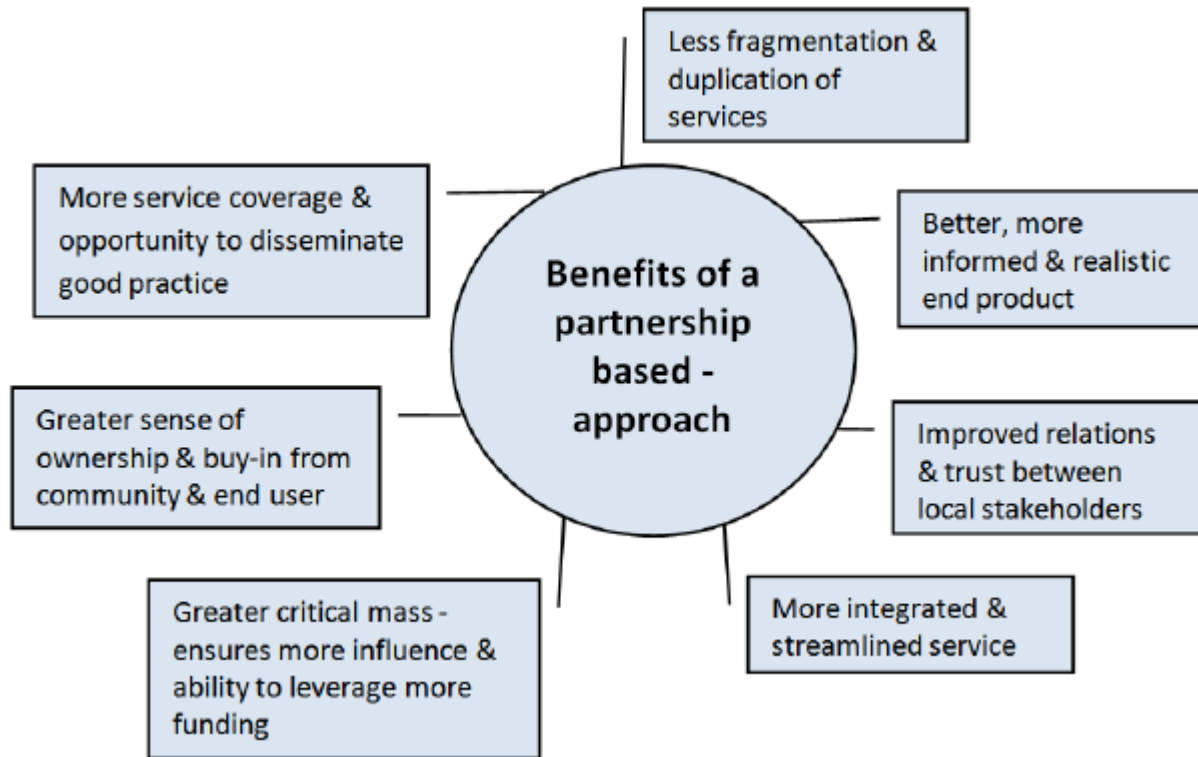 Less fragmentation &
duplication of
services
More service coverage &
opportunity to disseminate
good practice
Better, more
informed & realistic
end product
Benefits of a
partnership
based -
approach
Greater sense of
ownership & buy-in from
community & end user
Improved relations
& trust between
local stakeholders
Greater critical mass -
ensures more influence &
ability to leverage more
funding
More integrated &
streamlined service